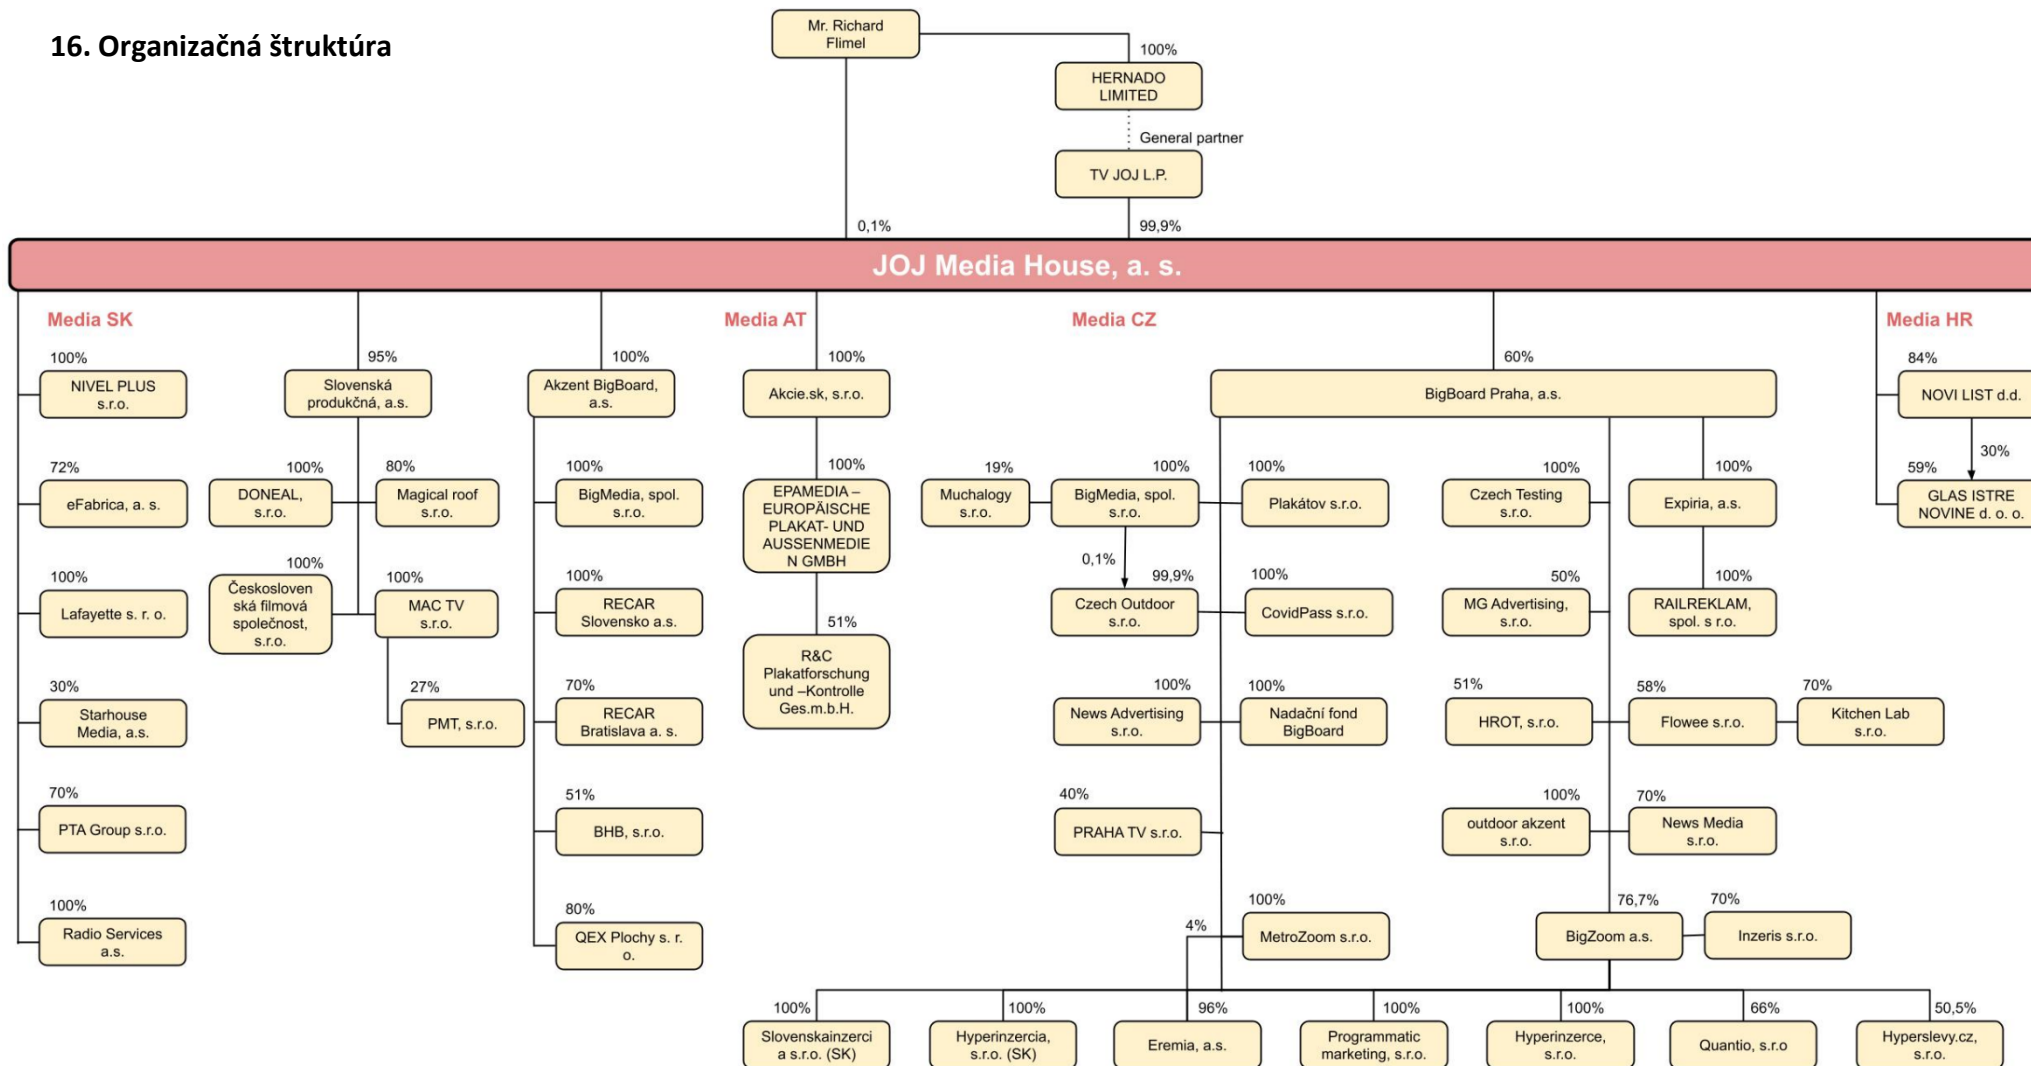 16. Organizačná štruktúra
Mr. Richard
Flimel
100%
HERNADO
LIMITED
General partner
TV JOJ L.P.
0,1%
99,9%
JOJ Media House, a. s.
Media SK
Media AT
Media CZ
Media HR
100%
NIVEL PLUS
s.r.o.
72%
eFabrica, a. s.
100%
Lafayette s. r. o.
30%
Starhouse
Media, a.s.
70%
PTA Group s.r.o.
100%
Radio Services
a.s.
95%
Slovenská
produkčná, a.s.
100%
DONEAL,
s.r.o.
80%
Magical roof
s.r.o.
100%
Českosloven
ská filmová
společnost,
s.r.o.
100%
MAC TV
s.r.o.
27%
PMT, s.r.o.
100%
Akzent BigBoard,
a.s.
100%
BigMedia, spol.
s.r.o.
100%
RECAR
Slovensko a.s.
70%
RECAR
Bratislava a. s.
51%
BHB, s.r.o.
80%
QEX Plochy s. r.
o.
100%
Akcie.sk, s.r.o.
100%
EPAMEDIA –
EUROPÄISCHE
PLAKAT- UND
AUSSENMEDIE
N GMBH
51%
R&C
Plakatforschung
und –Kontrolle
Ges.m.b.H.
60%
BigBoard Praha, a.s.
19%
Muchalogy
s.r.o.
100%
BigMedia, spol.
s.r.o.
100%
Plakátov s.r.o.
0,1%
99,9%
Czech Outdoor
s.r.o.
100%
CovidPass s.r.o.
100%
News Advertising
s.r.o.
100%
Nadační fond
BigBoard
40%
PRAHA TV s.r.o.
100%
MetroZoom s.r.o.
4%
100%
Czech Testing
s.r.o.
100%
Expiria, a.s.
50%
MG Advertising,
s.r.o.
100%
RAILREKLAM,
spol. s r.o.
51%
HROT, s.r.o.
58%
Flowee s.r.o.
70%
Kitchen Lab
s.r.o.
100%
outdoor akzent
s.r.o.
70%
News Media
s.r.o.
76,7%
BigZoom a.s.
70%
Inzeris s.r.o.
100%
Slovenskainzerci
a s.r.o. (SK)
100%
Hyperinzercia,
s.r.o. (SK)
96%
Eremia, a.s.
100%
Programmatic
marketing, s.r.o.
100%
Hyperinzerce,
s.r.o.
66%
Quantio, s.r.o
50,5%
Hyperslevy.cz,
s.r.o.
84%
NOVI LIST d.d.
30%
59%
GLAS ISTRE
NOVINE d. o. o.